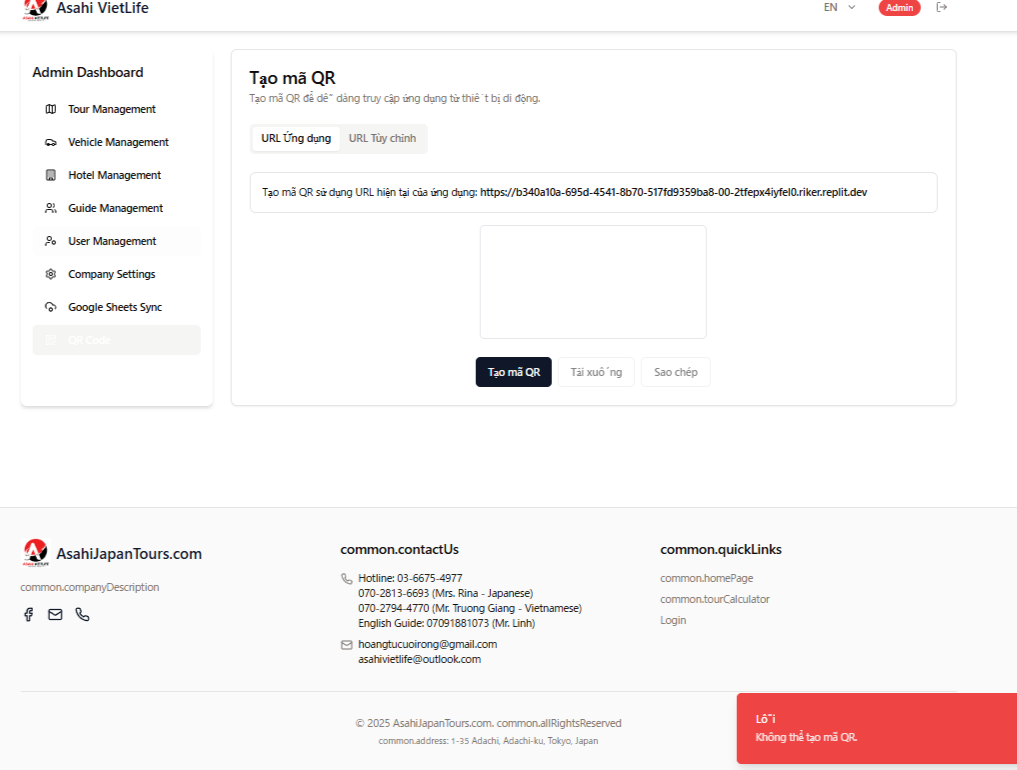 Asahi VietLife
EN
Admin
Admin Dashboard
Tour Management
Vehicle Management
Hotel Management
Guide Management
User Management
Company Settings
Google Sheets Sync
QR Code
Tạo mã QR
Tạo mã QR để dễ dàng truy cập ứng dụng từ thiết bị di động.
URL Ứng dụng
URL Tùy chỉnh
Tạo mã QR sử dụng URL hiện tại của ứng dụng: https://b340a10a-695d-4541-8b70-517fd9359ba8-00-2tfepx4iyfel0.riker.replit.dev
Tạo mã QR
Tải xuống
Sao chép
AsahiJapanTours.com
common.companyDescription
common.contactUs
Hotline: 03-6675-4977
070-2813-6693 (Mrs. Rina - Japanese)
070-2794-4770 (Mr. Truong Giang - Vietnamese)
English Guide: 07091881073 (Mr. Linh)
hoangtucuoirong@gmail.com
asahivietlife@outlook.com
common.quickLinks
common.homePage
common.tourCalculator
Login
© 2025 AsahiJapanTours.com. common.allRightsReserved
common.address: 1-35 Adachi, Adachi-ku, Tokyo, Japan
Lỗi
Không thể tạo mã QR.